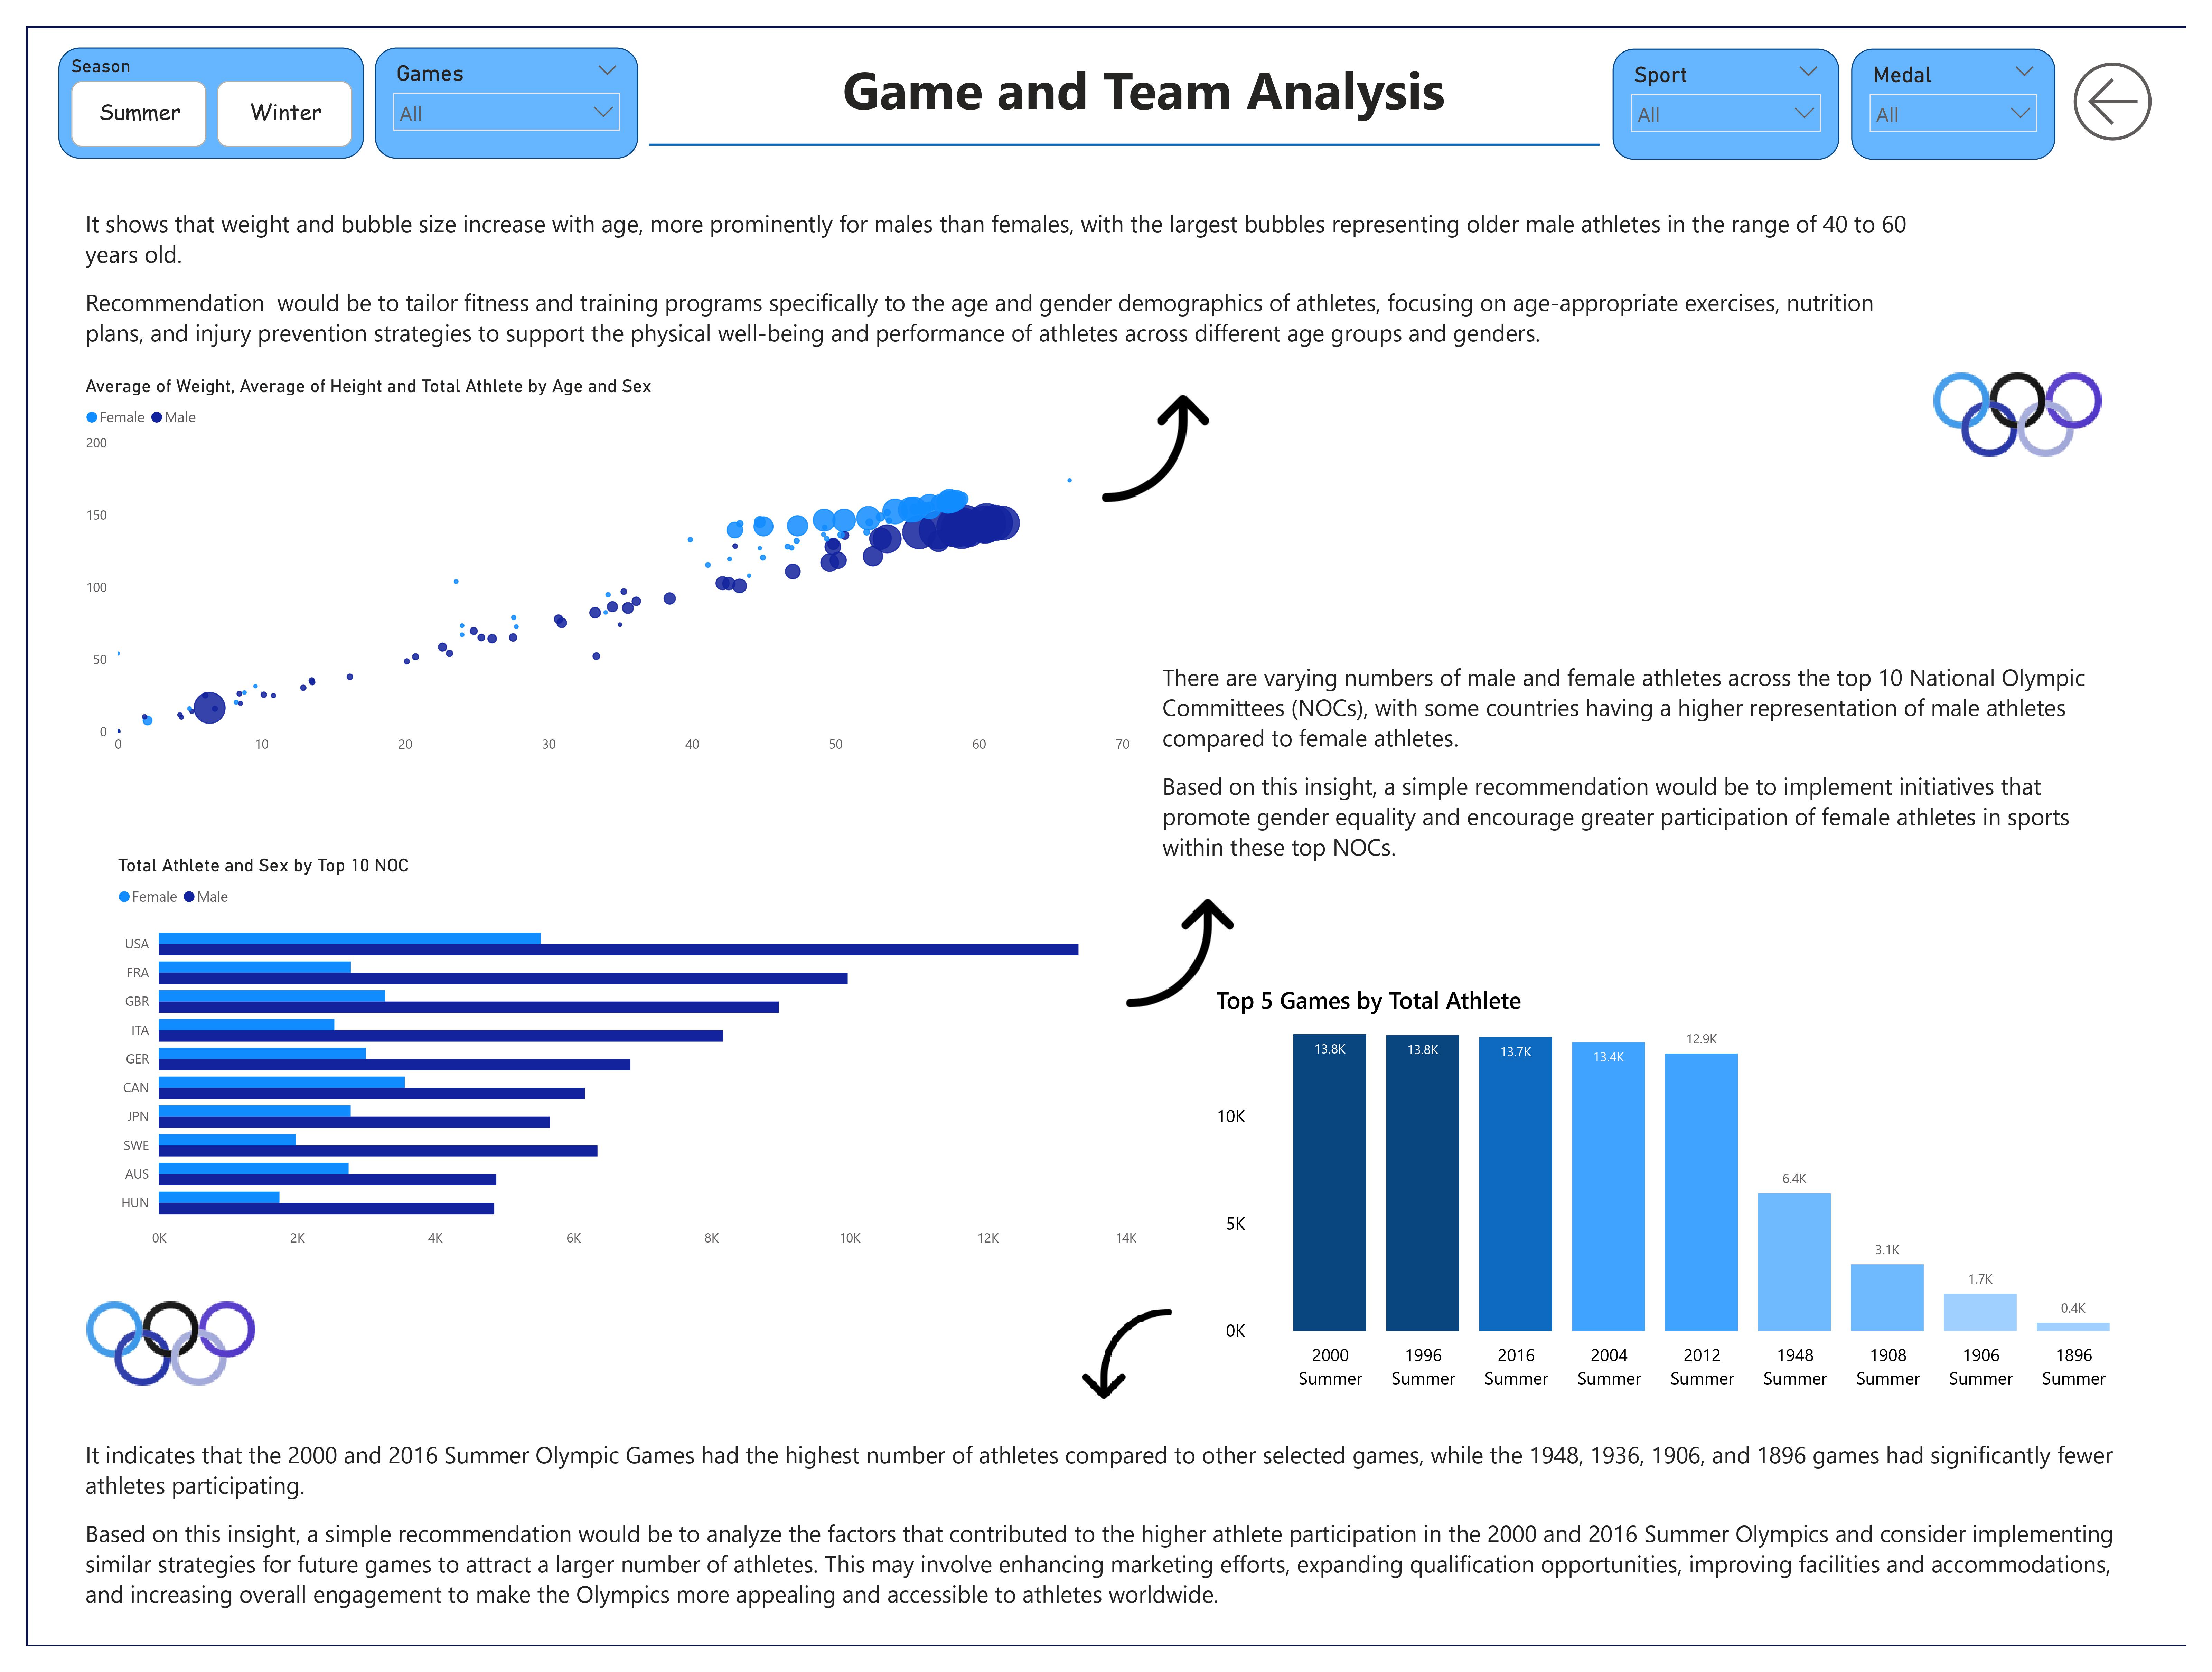 Season
Summer
Winter
Games
All
Game and Team Analysis
Sport
All
Medal
All
It shows that weight and bubble size increase with age, more prominently for males than females, with the largest bubbles representing older male athletes in the range of 40 to 60
years old.
Recommendation  would be to tailor fitness and training programs specifically to the age and gender demographics of athletes, focusing on age-appropriate exercises, nutrition
plans, and injury prevention strategies to support the physical well-being and performance of athletes across different age groups and genders.
Average of Weight, Average of Height and Total Athlete by Age and Sex
Female Male
200
150
100
50
0
0 10 20 30 40 50 60 70
There are varying numbers of male and female athletes across the top 10 National Olympic
Committees (NOCs), with some countries having a higher representation of male athletes
compared to female athletes.
Based on this insight, a simple recommendation would be to implement initiatives that
promote gender equality and encourage greater participation of female athletes in sports
within these top NOCs.
Total Athlete and Sex by Top 10 NOC
Female Male
USA
FRA
GBR
ITA
GER
CAN
JPN
SWE
AUS
HUN
0K 2K 4K 6K 8K 10K 12K 14K
Top 5 Games by Total Athlete
13.8K 13.8K 13.7K 13.4K 12.9K 6.4K 3.1K 1.7K 0.4K
10K
5K
0K
2000 1996 2016 2004 2012 1948 1908 1906 1896
Summer Summer Summer Summer Summer Summer Summer Summer Summer
It indicates that the 2000 and 2016 Summer Olympic Games had the highest number of athletes compared to other selected games, while the 1948, 1936, 1906, and 1896 games had significantly fewer
athletes participating.
Based on this insight, a simple recommendation would be to analyze the factors that contributed to the higher athlete participation in the 2000 and 2016 Summer Olympics and consider implementing
similar strategies for future games to attract a larger number of athletes. This may involve enhancing marketing efforts, expanding qualification opportunities, improving facilities and accommodations,
and increasing overall engagement to make the Olympics more appealing and accessible to athletes worldwide.